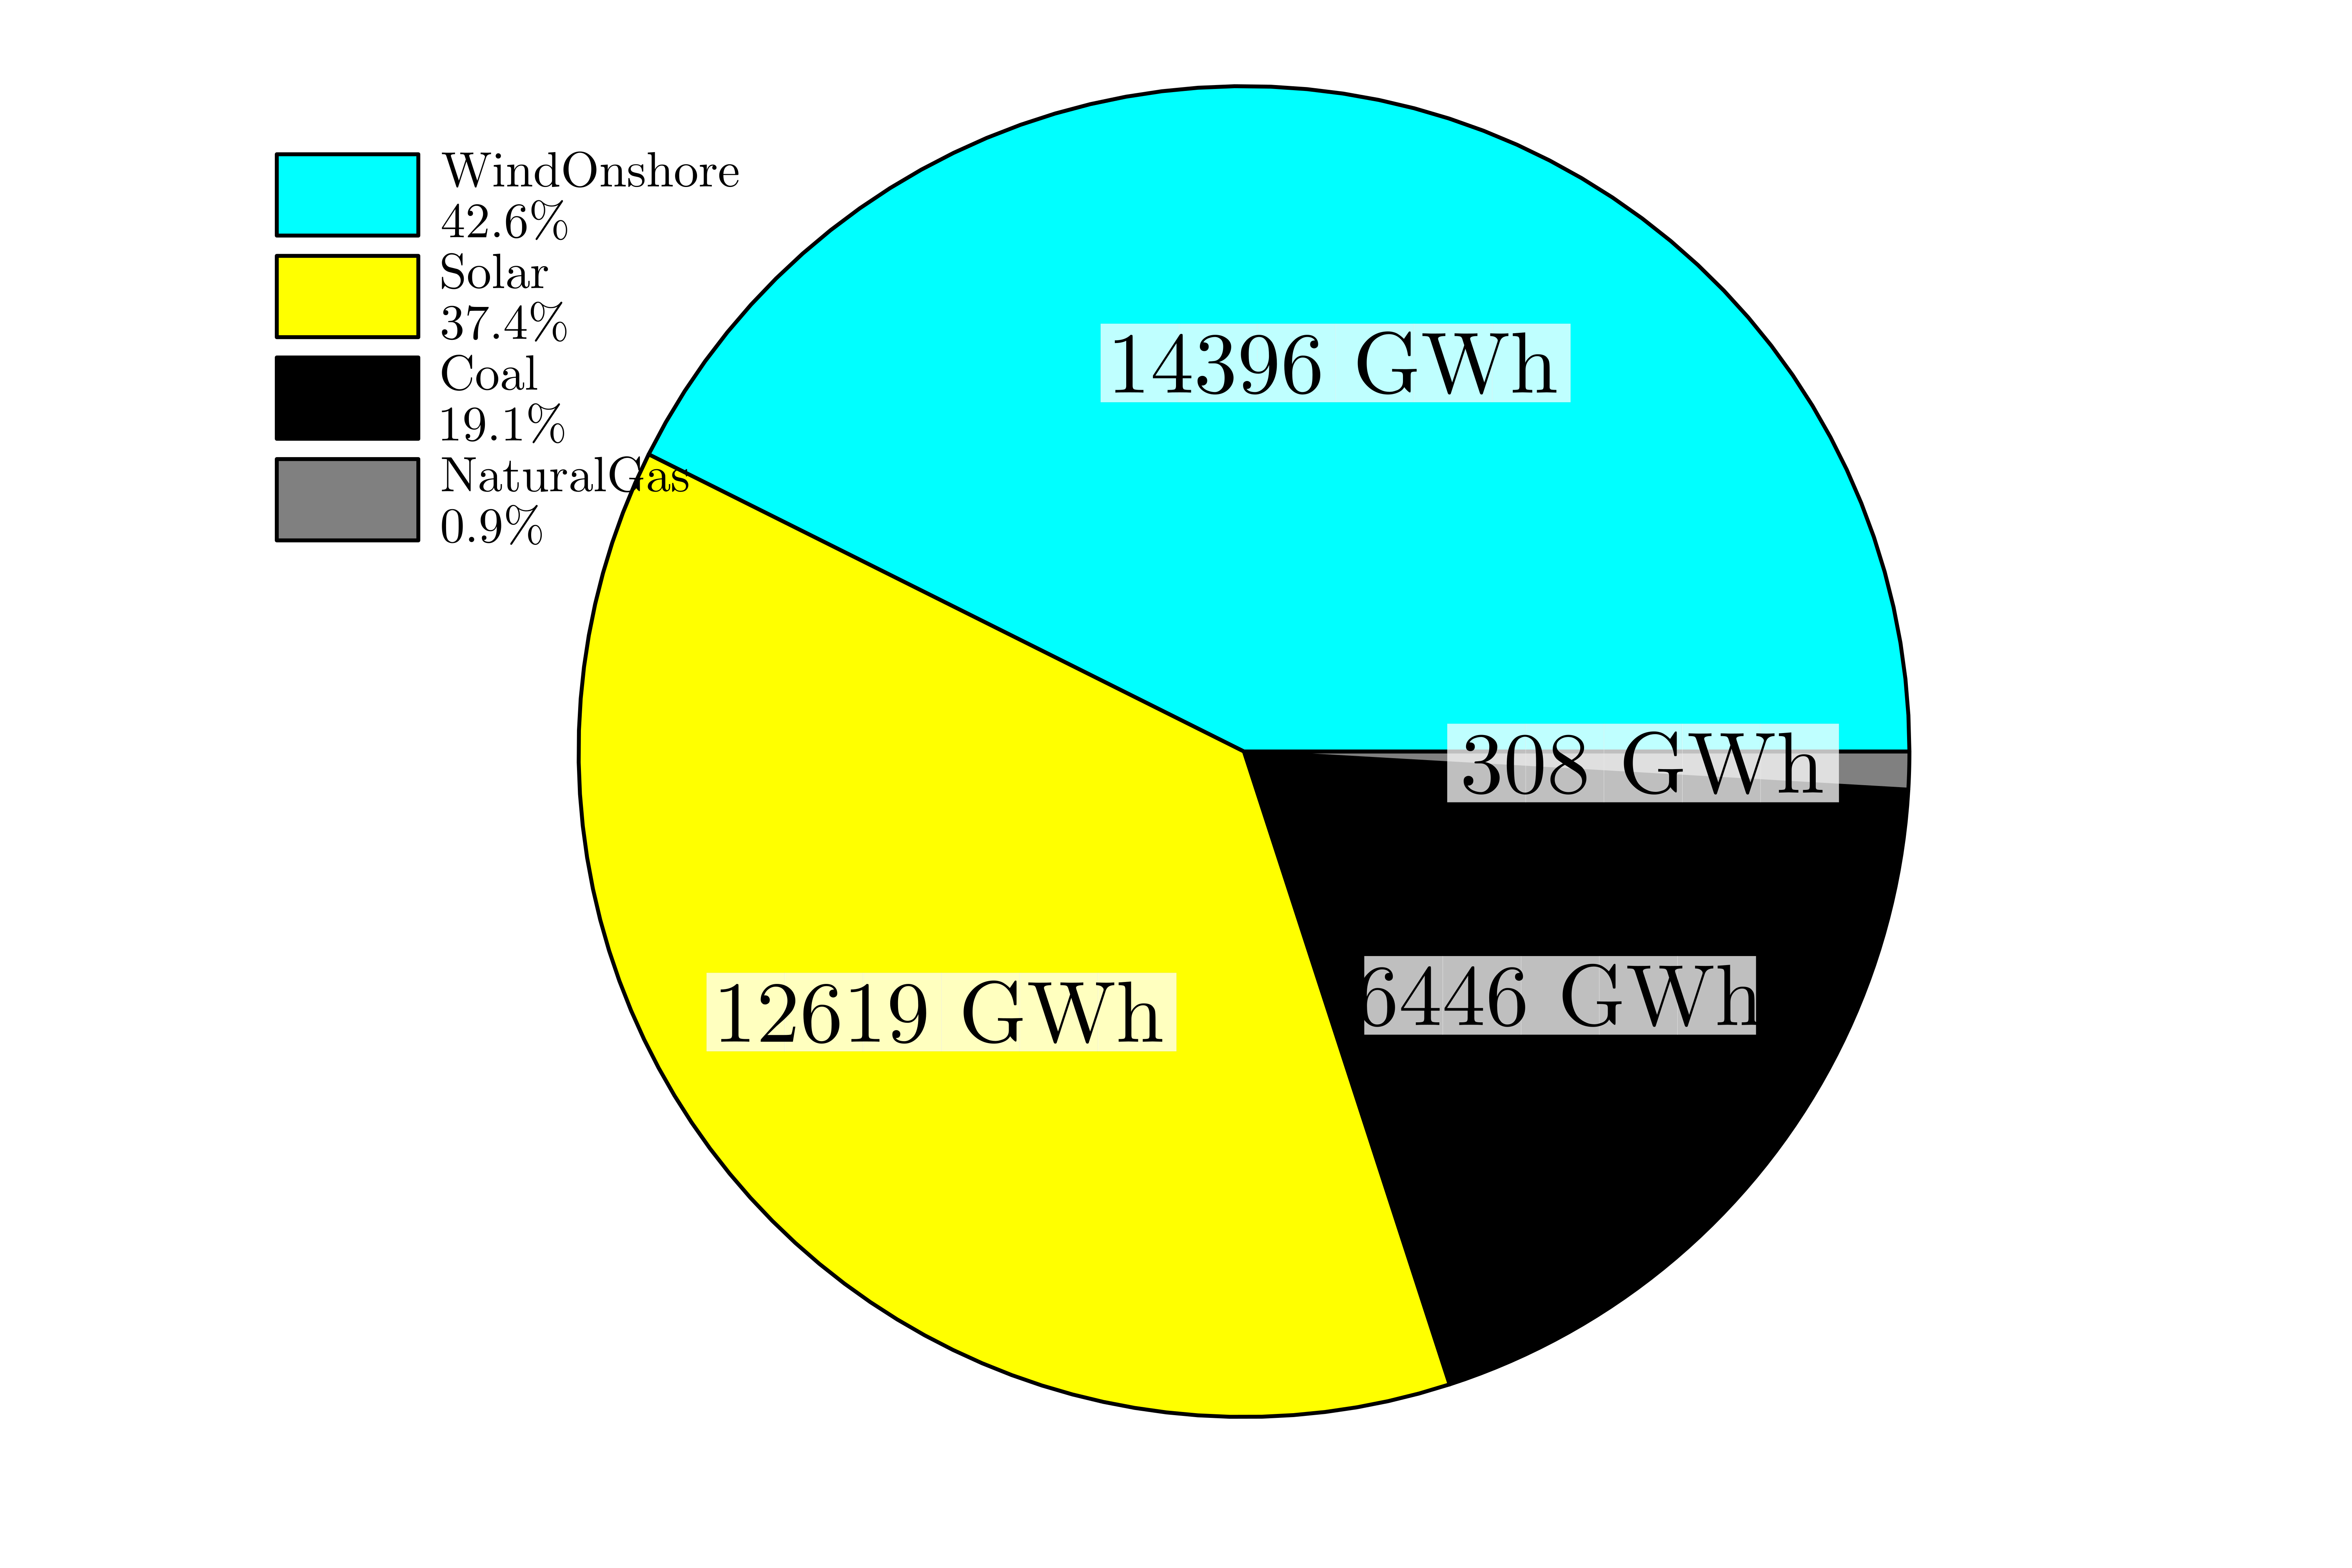 WindOnshore
42.6%
Solar
37.4%
Coal
19.1%
NaturalGas
0.9%
14396 GWh
308 GWh
6446 GWh
12619 GWh